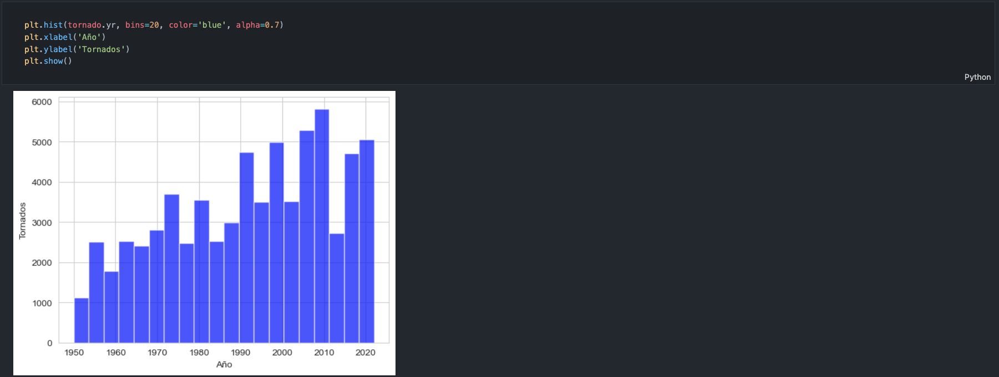 plt.hist(tornado.yr, bins=20, color='blue', alpha=0.7)
plt.xlabel('Año')
plt.ylabel('Tornados')
plt.show()
Python
6000
5000
4000
3000
2000
1000
0
Tornados
1950 1960 1970 1980 1990 2000 2010 2020
Año